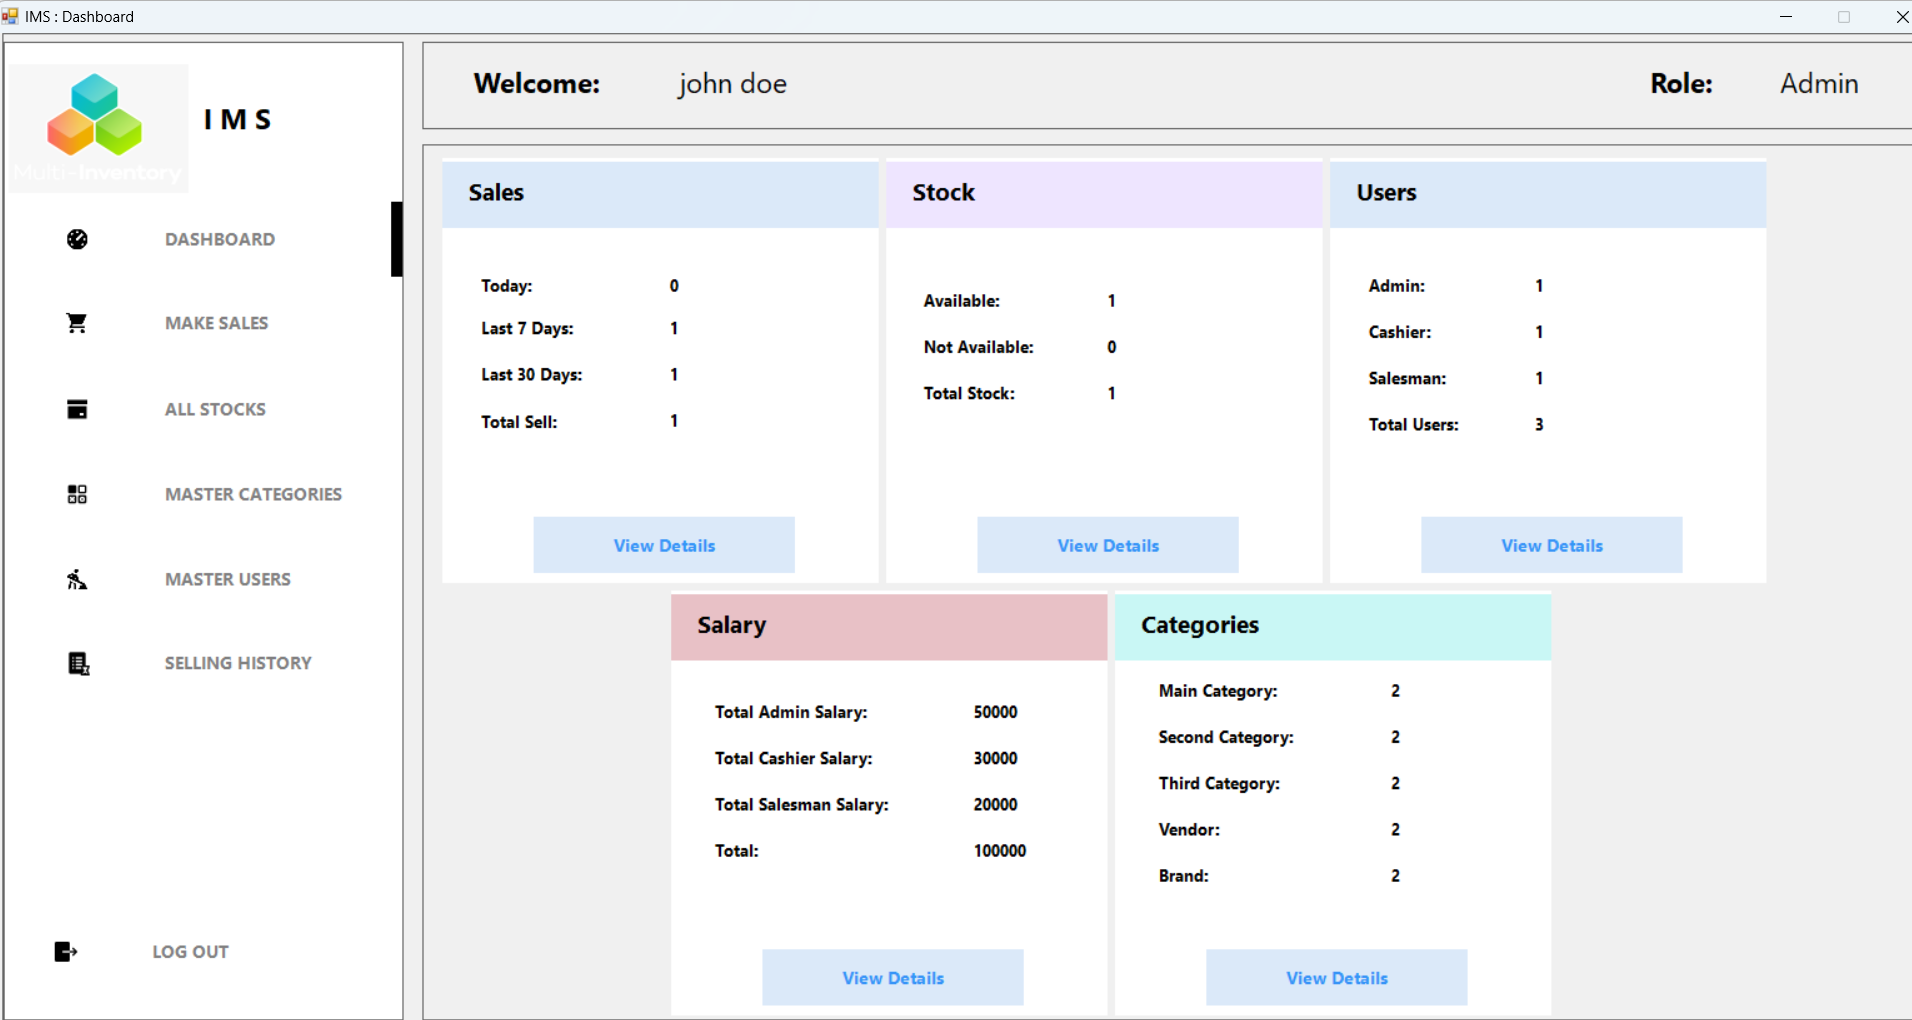 IMS : Dashboard
Multi-Inventory
I M S
DASHBOARD
MAKE SALES
ALL STOCKS
MASTER CATEGORIES
MASTER USERS
SELLING HISTORY
LOG OUT
Welcome: john doe Role: Admin
Sales
Today: 0
Last 7 Days: 1
Last 30 Days: 1
Total Sell: 1
View Details
Stock
Available: 1
Not Available: 0
Total Stock: 1
View Details
Users
Admin: 1
Cashier: 1
Salesman: 1
Total Users: 3
View Details
Salary
Total Admin Salary: 50000
Total Cashier Salary: 30000
Total Salesman Salary: 20000
Total: 100000
View Details
Categories
Main Category: 2
Second Category: 2
Third Category: 2
Vendor: 2
Brand: 2
View Details